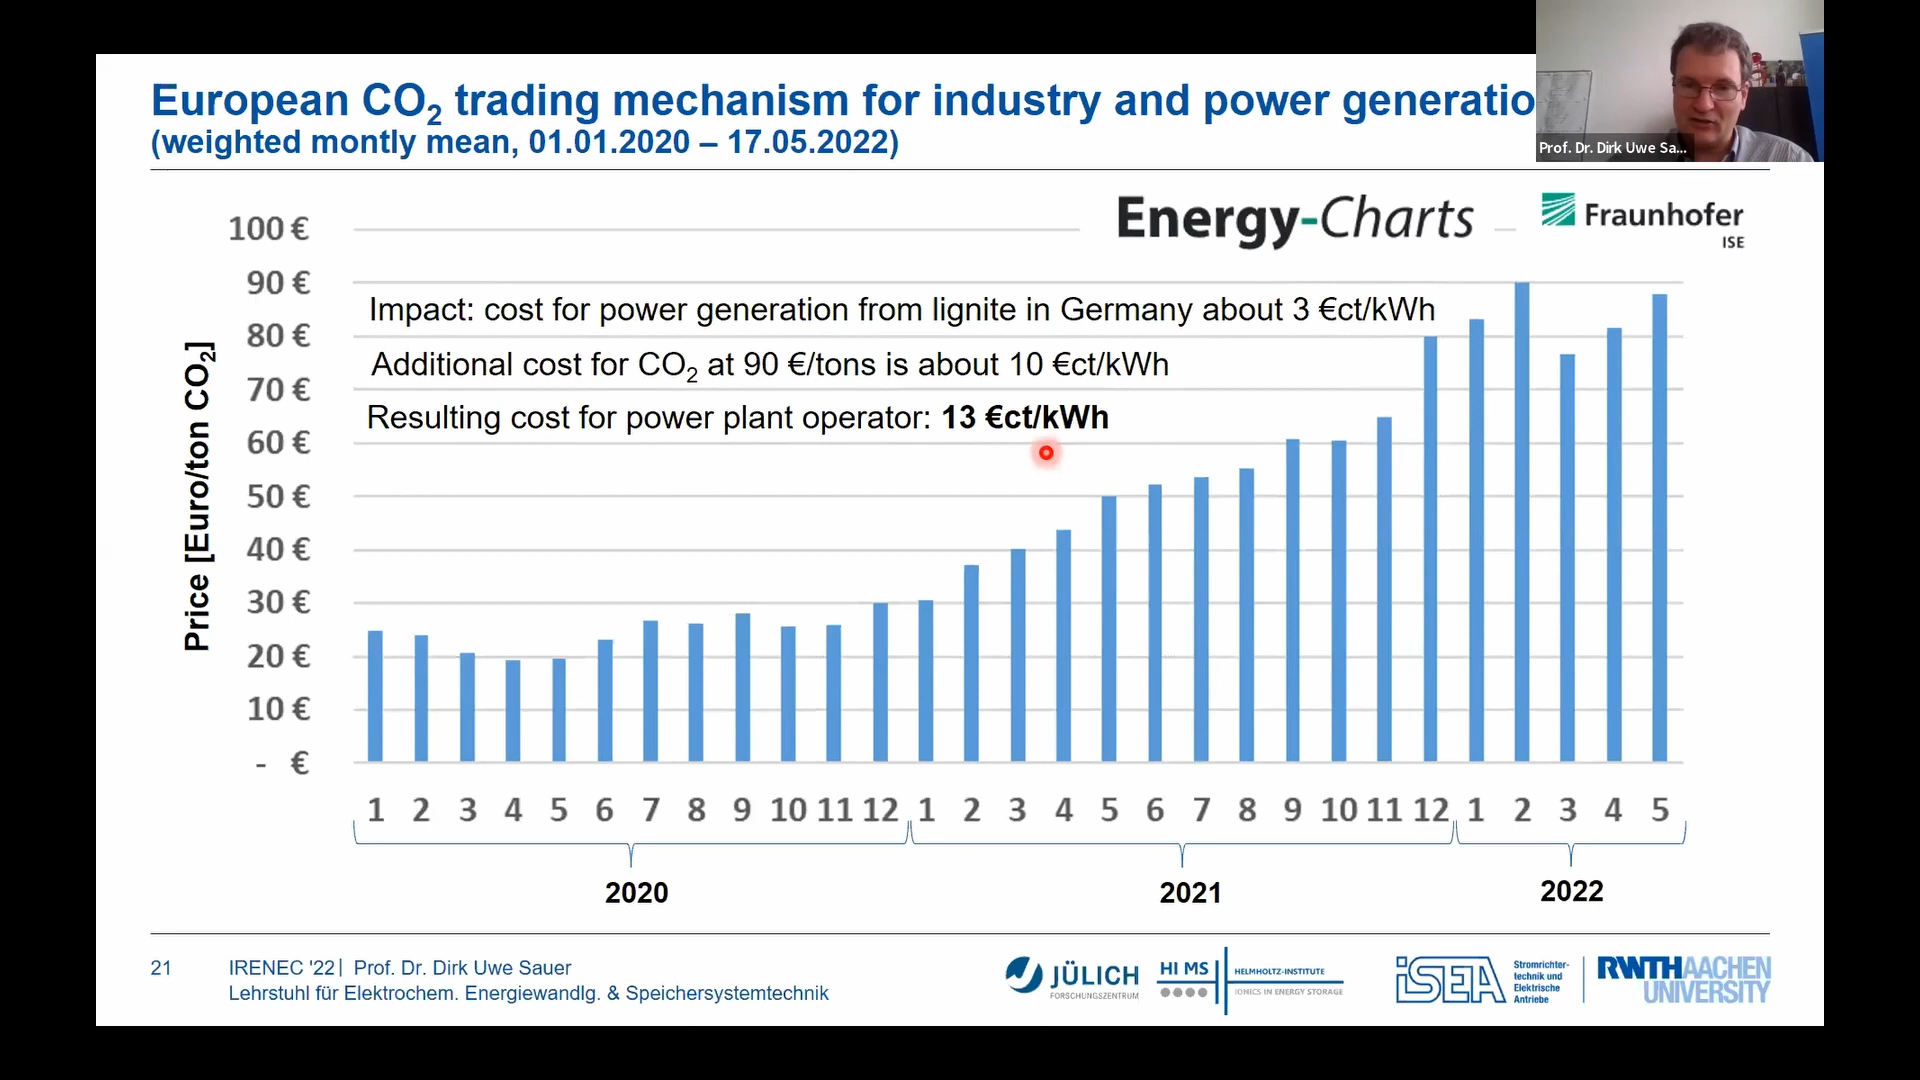 European CO2 trading mechanism for industry and power generatio
(weighted montly mean, 01.01.2020 – 17.05.2022)
Prof. Dr. Dirk Uwe Sa...
Energy-Charts
Fraunhofer
ISE
Price [Euro/ton CO2]
100 €
90 €
80 €
70 €
60 €
50 €
40 €
30 €
20 €
10 €
- €
Impact: cost for power generation from lignite in Germany about 3 €ct/kWh
Additional cost for CO2 at 90 €/tons is about 10 €ct/kWh
Resulting cost for power plant operator: 13 €ct/kWh
1 2 3 4 5 6 7 8 9 10 11 12 1 2 3 4 5 6 7 8 9 10 11 12 1 2 3 4 5
2020 2021 2022
21
IRENEC '22| Prof. Dr. Dirk Uwe Sauer
Lehrstuhl für Elektrochem. Energiewandlg. & Speichersystemtechnik
JÜLICH
FORSCHUNGSZENTRUM
HI MS
HELMHOLTZ-INSTITUTE
IONICS IN ENERGY STORAGE
iSEA
Stromrichter-
technik und
Elektrische
Antriebe
RWTH AACHEN
UNIVERSITY